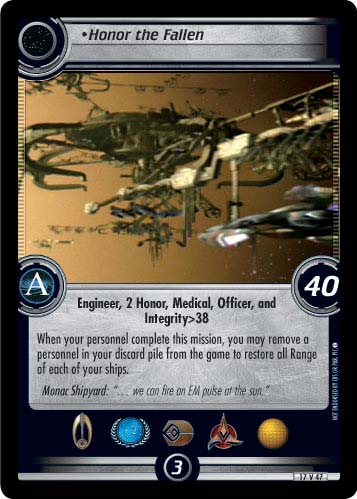 •Honor the Fallen
A
40
Engineer, 2 Honor, Medical, Officer, and
Integrity>38
When your personnel complete this mission, you may remove a
personnel in your discard pile from the game to restore all Range
of each of your ships.
Monac Shipyard: “… we can fire an EM pulse at the sun.”
3
17 V 47